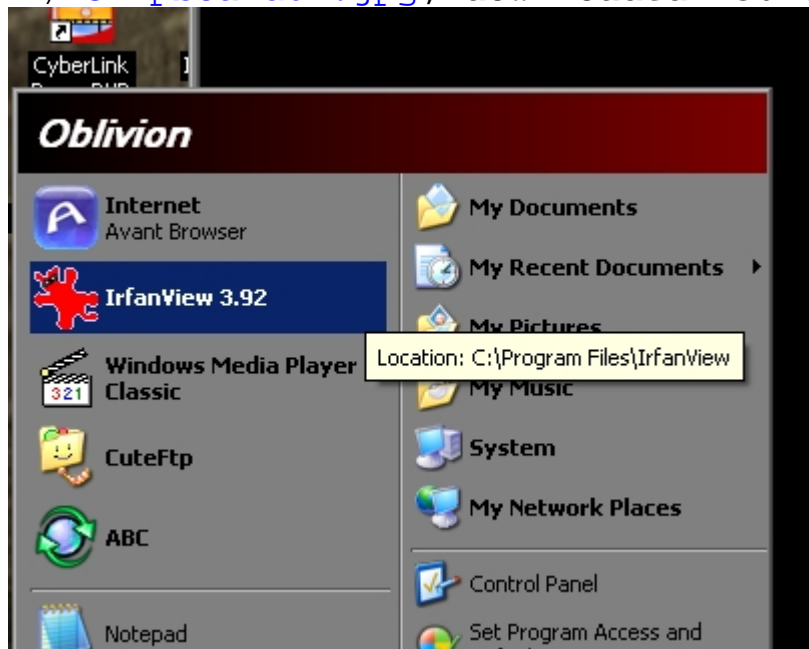 CyberLink
Oblivion
Internet
Avant Browser
IrfanView 3.92
Windows Media Player
Classic
321
CuteFtp
ABC
Notepad
My Documents
My Recent Documents
My Pictures
Location: C:\Program Files\IrfanView
My Music
System
My Network Places
Control Panel
Set Program Access and